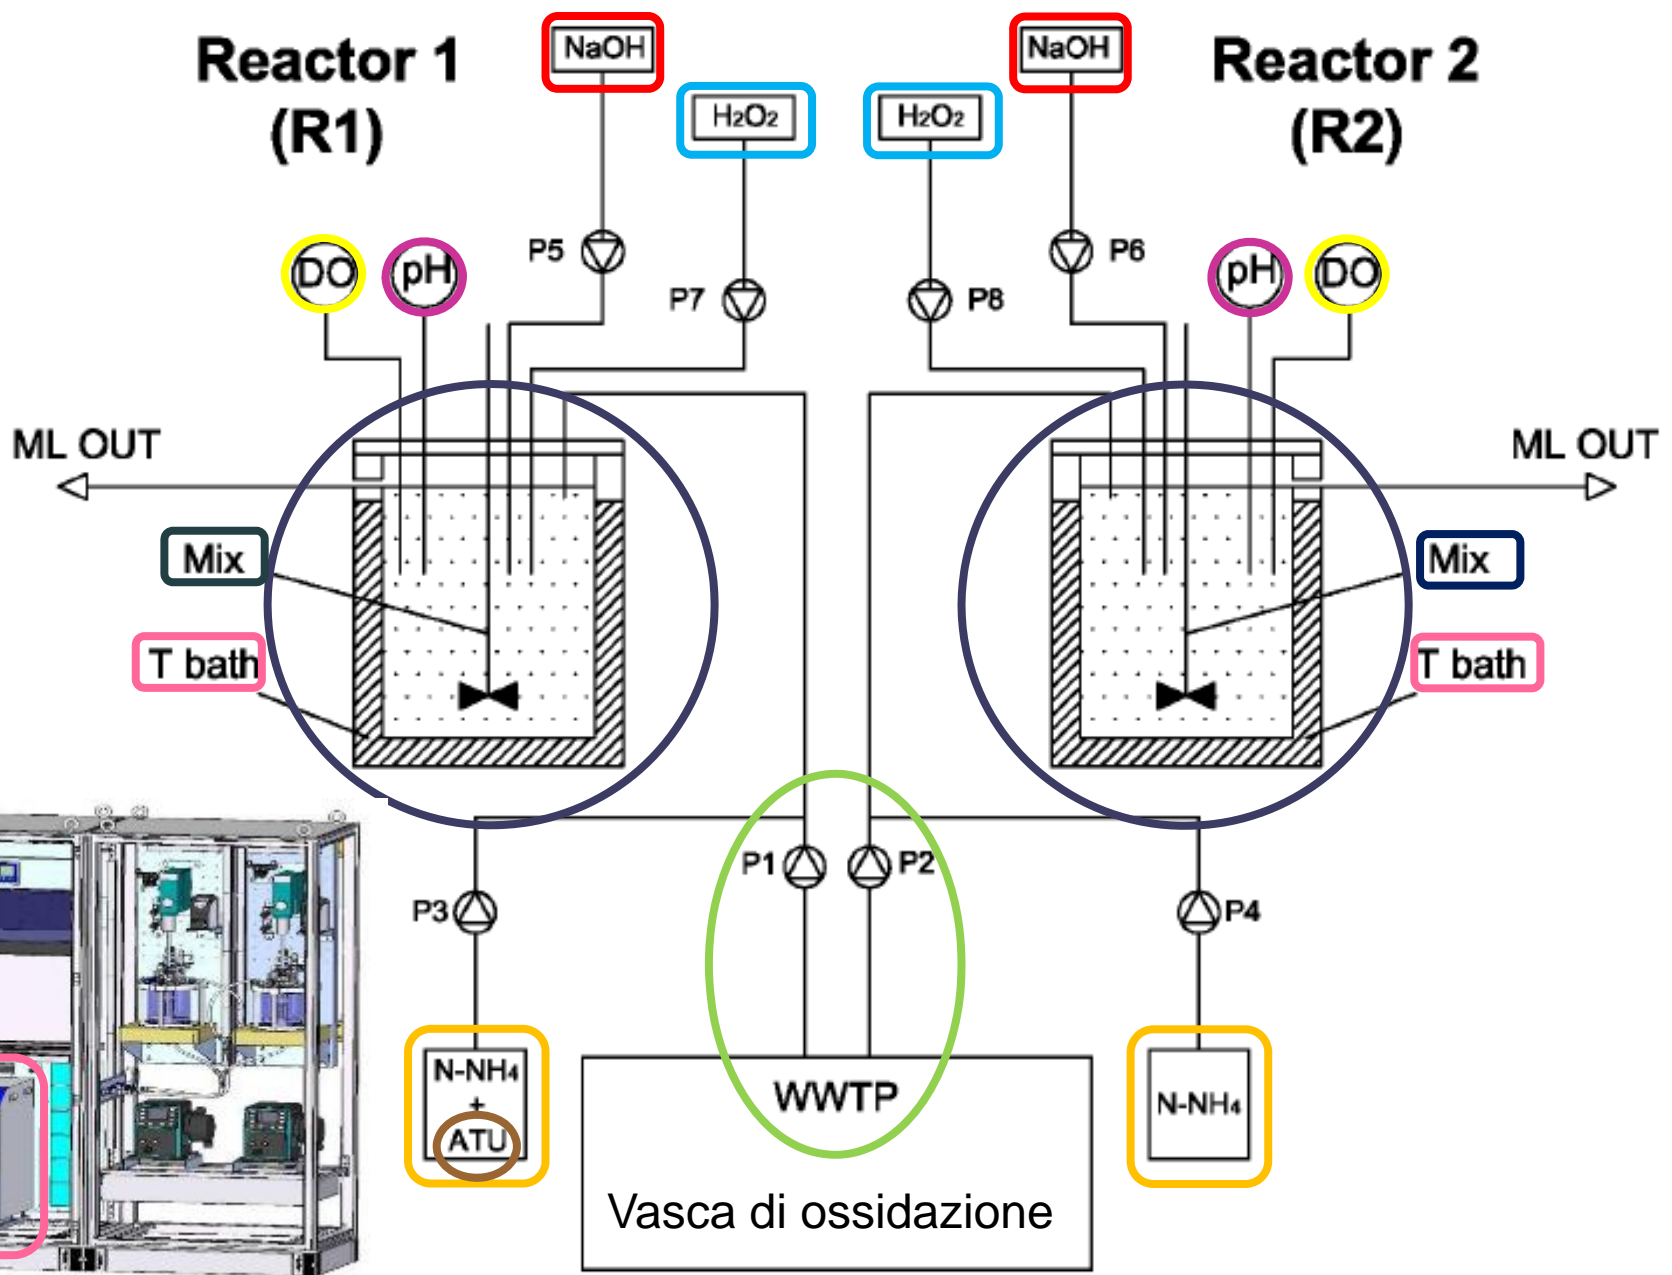 Reactor 1
(R1)
NaOH
H₂O₂
H₂O₂
NaOH
Reactor 2
(R2)
DO
pH
P5
P7
P8
P6
pH
DO
ML OUT
ML OUT
Mix
Mix
T bath
T bath
P1
P2
P3
P4
N-NH₄
+
ATU
WWTP
N-NH₄
Vasca di ossidazione